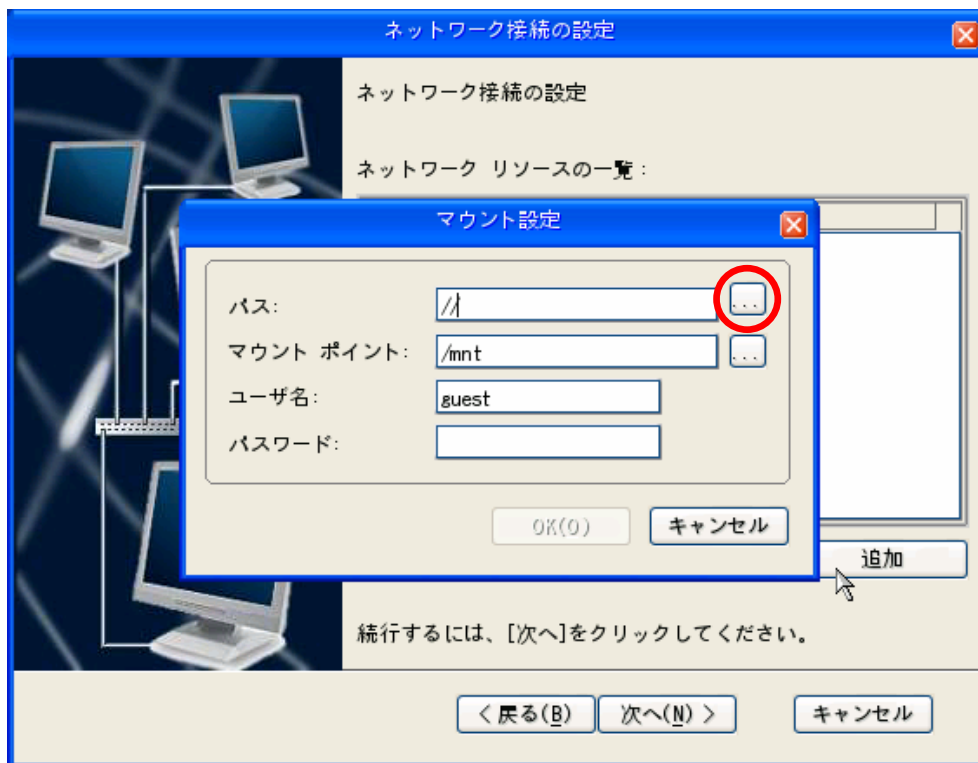 ネットワーク接続の設定
ネットワーク接続の設定
ネットワーク リソースの一覧:
マウント設定
パス: // ...
マウント ポイント: /mnt ...
ユーザ名: guest
パスワード:
OK(O) キャンセル
追加
続行するには、[次へ]をクリックしてください。
< 戻る(B) 次へ(N) > キャンセル